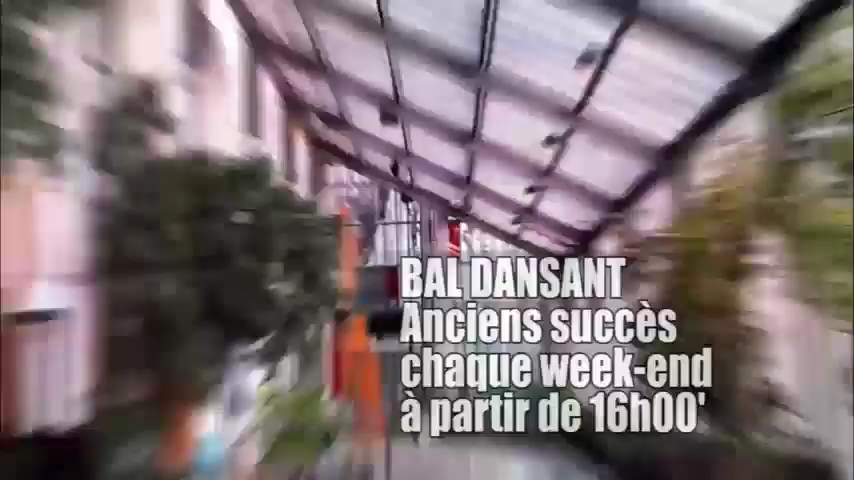 BAL DANSANT
Anciens succès
chaque week-end
à partir de 16h00'